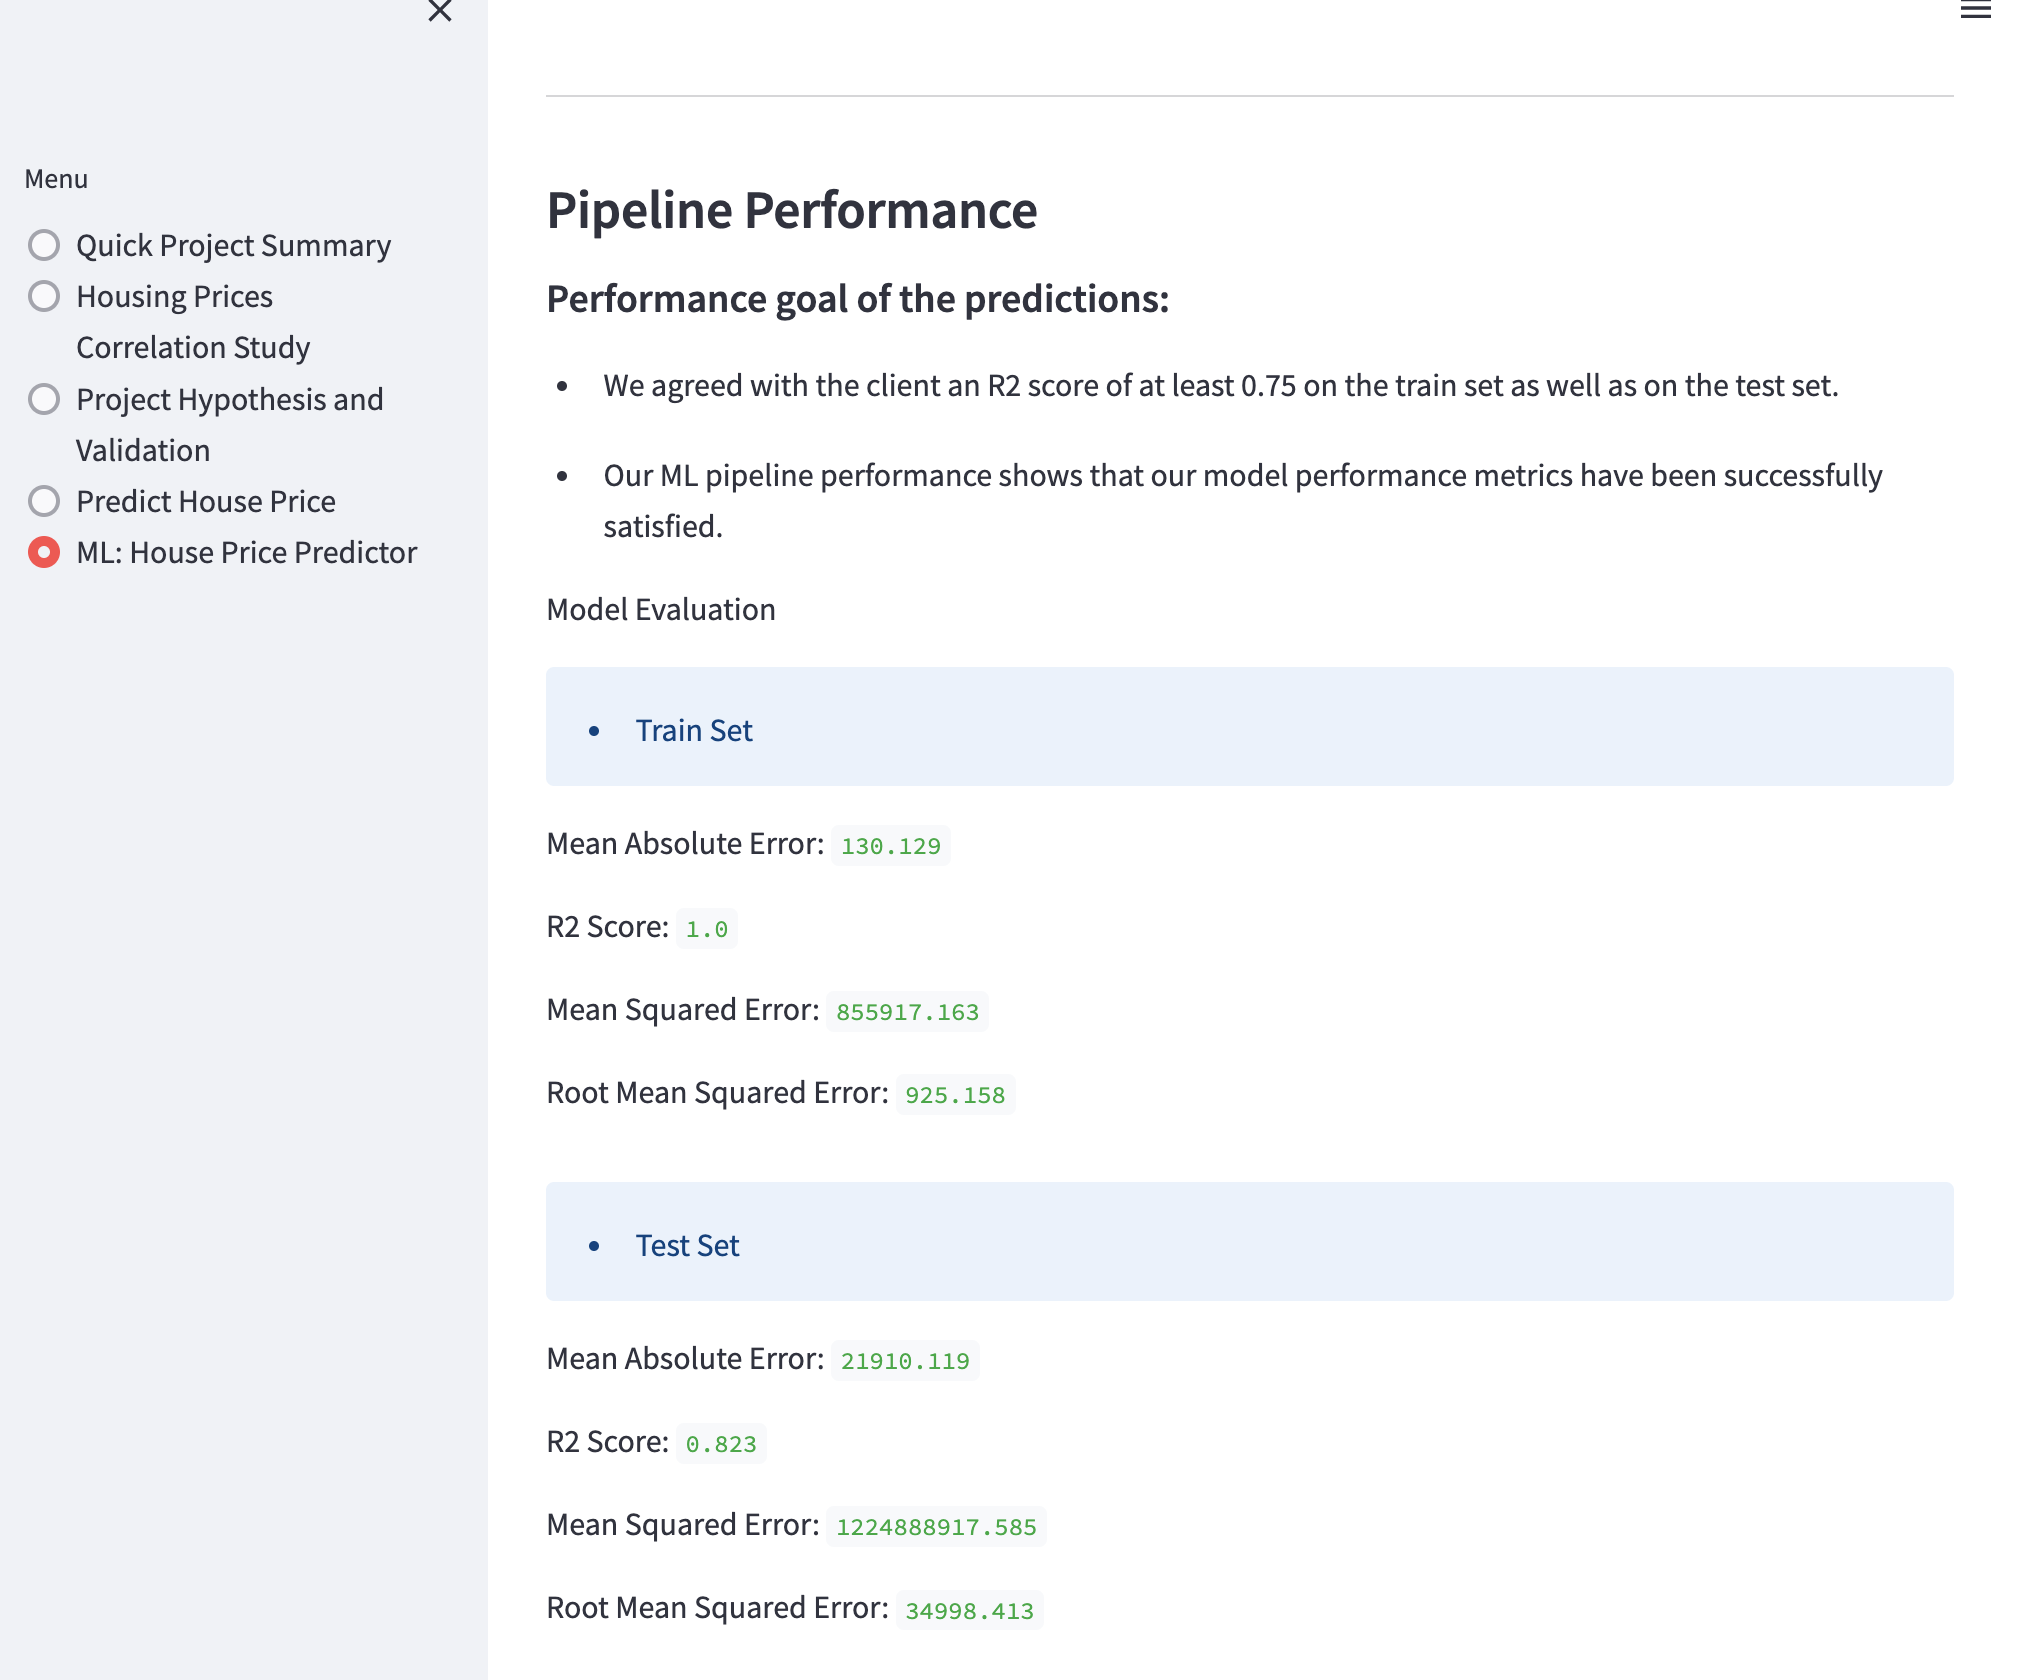 Menu
Quick Project Summary
Housing Prices
Correlation Study
Project Hypothesis and
Validation
Predict House Price
ML: House Price Predictor
Pipeline Performance
Performance goal of the predictions:
We agreed with the client an R2 score of at least 0.75 on the train set as well as on the test set.
Our ML pipeline performance shows that our model performance metrics have been successfully
satisfied.
Model Evaluation
Train Set
Mean Absolute Error: 130.129
R2 Score: 1.0
Mean Squared Error: 855917.163
Root Mean Squared Error: 925.158
Test Set
Mean Absolute Error: 21910.119
R2 Score: 0.823
Mean Squared Error: 1224888917.585
Root Mean Squared Error: 34998.413